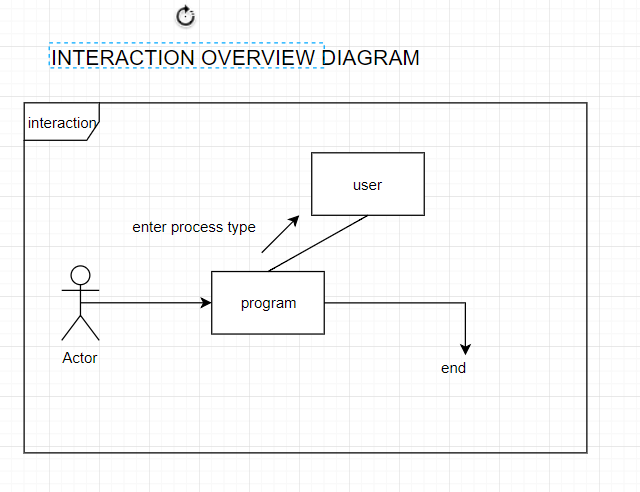 INTERACTION OVERVIEW DIAGRAM
interaction
user
enter process type
program
Actor
end